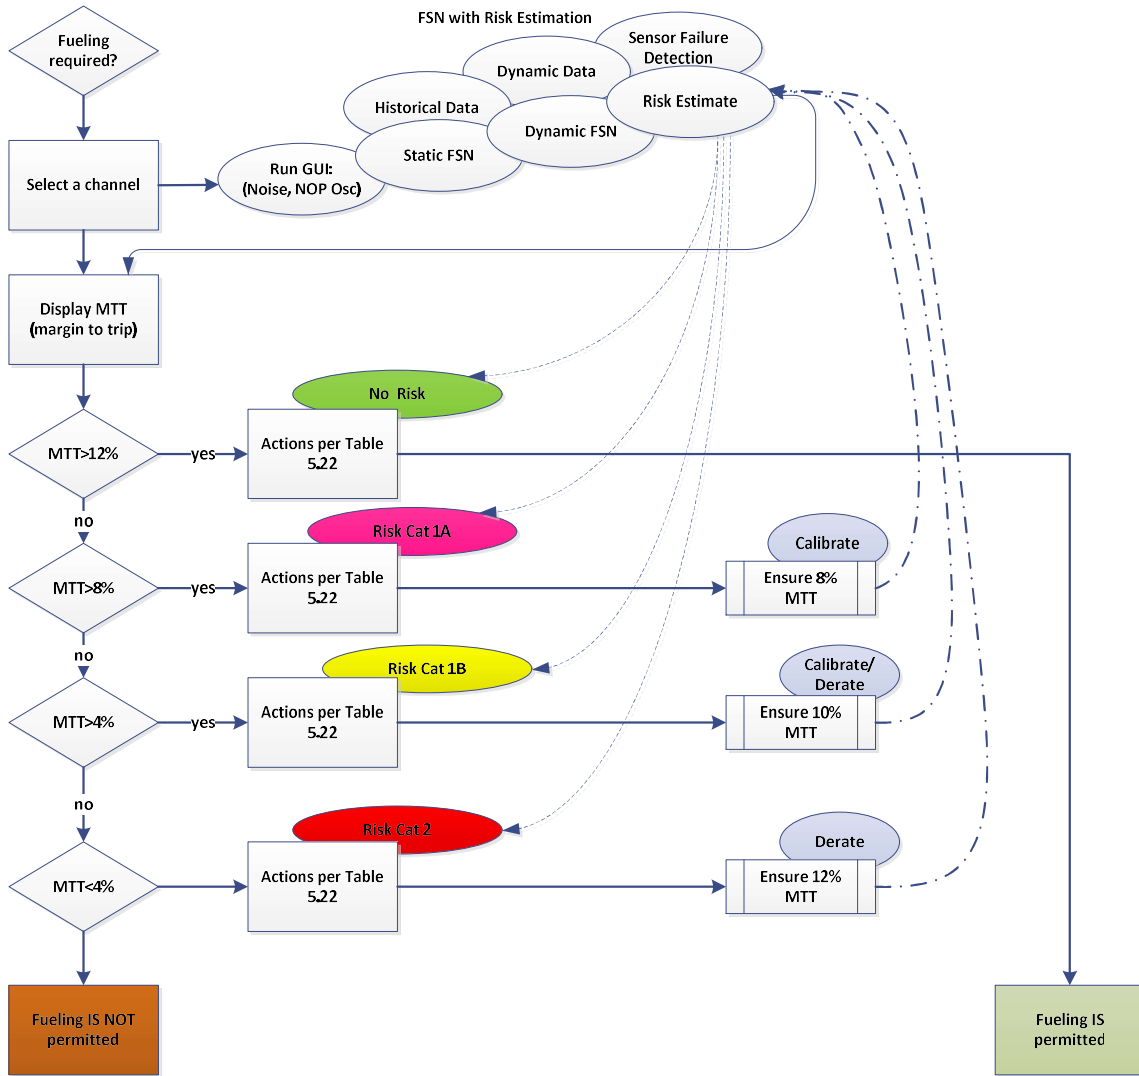 FSN with Risk Estimation
Fueling
required?
Sensor Failure
Detection
Dynamic Data
Risk Estimate
Historical Data
Dynamic FSN
Static FSN
Run GUI:
(Noise, NOP Osc)
Select a channel
Display MTT
(margin to trip)
No Risk
MTT>12%
yes
Actions per Table
5.22
no
Risk Cat 1A
Calibrate
MTT>8%
yes
Actions per Table
5.22
Ensure 8%
MTT
no
Risk Cat 1B
Calibrate/
Derate
MTT>4%
yes
Actions per Table
5.22
Ensure 10%
MTT
no
Risk Cat 2
Derate
MTT<4%
Actions per Table
5.22
Ensure 12%
MTT
Fueling IS NOT
permitted
Fueling IS
permitted